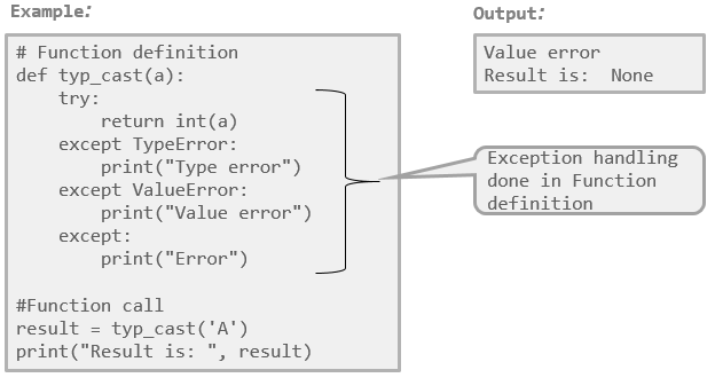 Example:
# Function definition
def typ_cast(a):
    try:
        return int(a)
    except TypeError:
        print("Type error")
    except ValueError:
        print("Value error")
    except:
        print("Error")
#Function call
result = typ_cast('A')
print("Result is: ", result)
Output:
Value error
Result is:  None
Exception handling
done in Function
definition